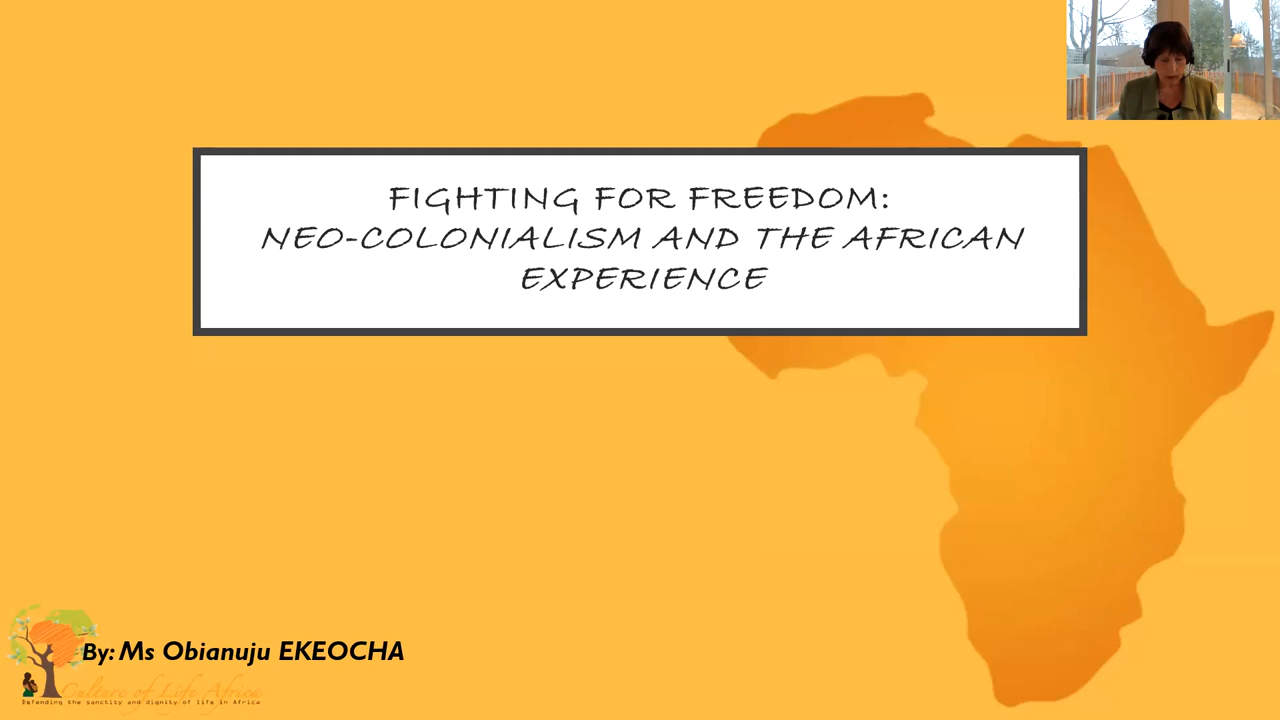 FIGHTING FOR FREEDOM:
NEO-COLONIALISM AND THE AFRICAN
EXPERIENCE
By: Ms Obianuju EKEOCHA
Culture of Life Africa
Defending the sanctity and dignity of life in Africa